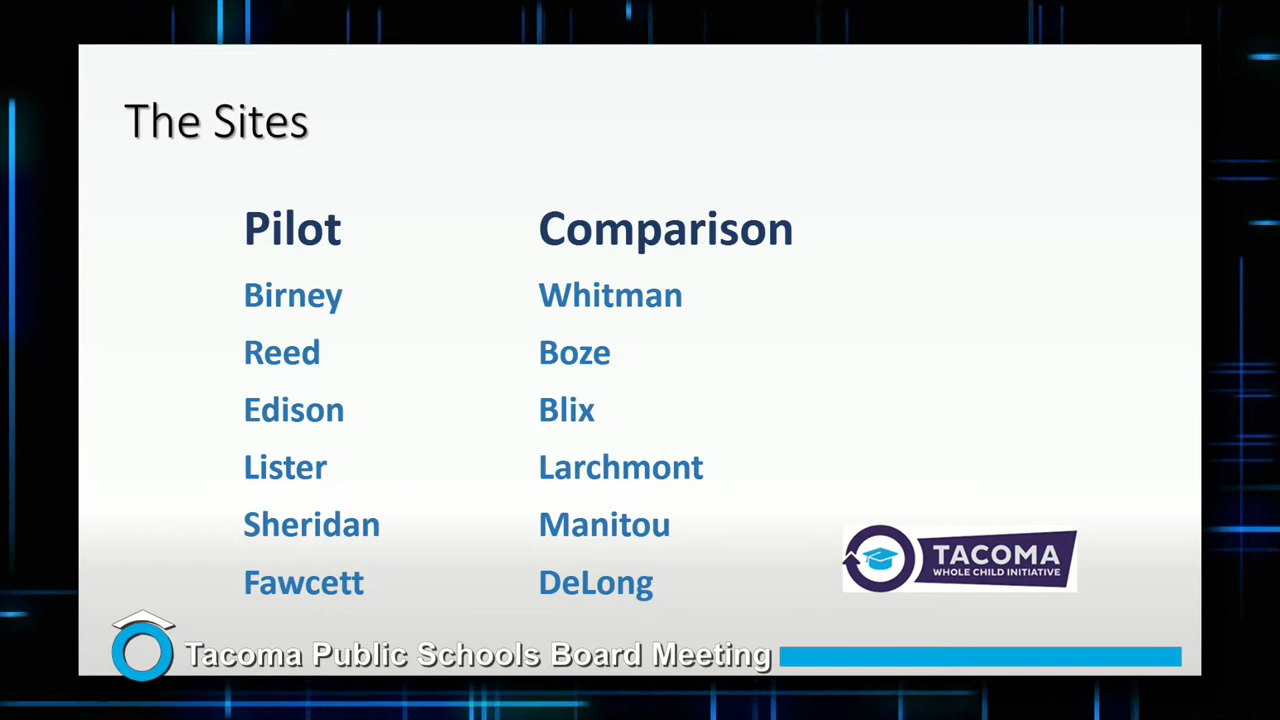 The Sites
Pilot Comparison
Birney Whitman
Reed Boze
Edison Blix
Lister Larchmont
Sheridan Manitou
Fawcett DeLong
TACOMA
WHOLE CHILD INITIATIVE
Tacoma Public Schools Board Meeting